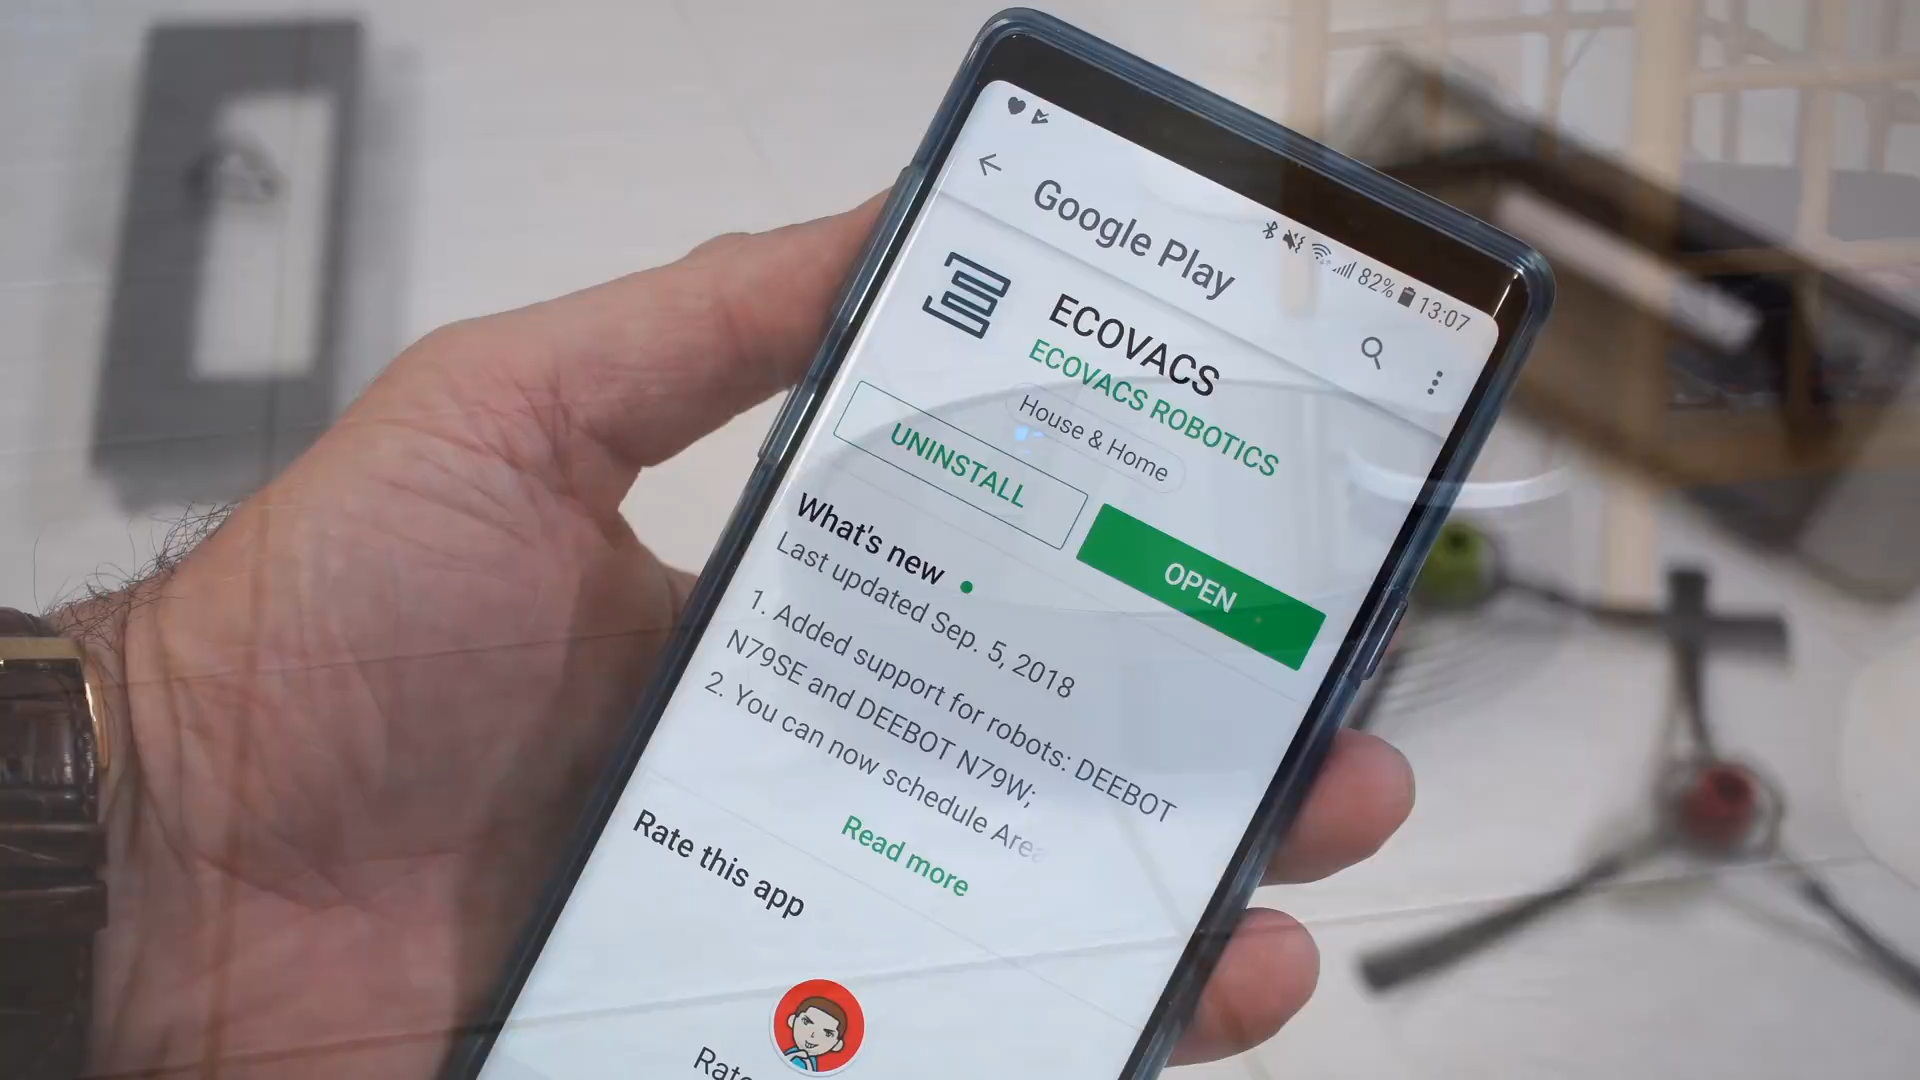 82% 13:07
Google Play
ECOVACS
ECOVACS ROBOTICS
House & Home
UNINSTALL
OPEN
What's new
Last updated Sep. 5, 2018
1. Added support for robots: DEEBOT
N79SE and DEEBOT N79W;
2. You can now schedule Area
Read more
Rate this app